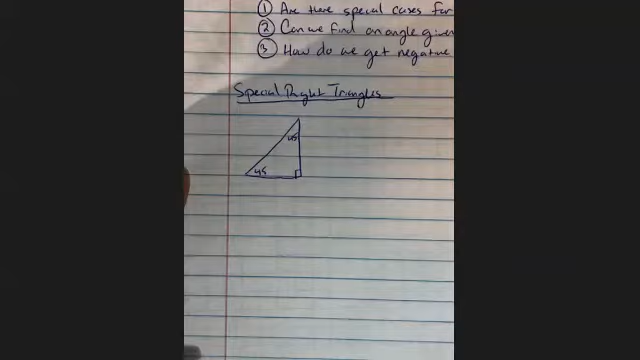 ① Are there special cases for
② Can we find an angle given
③ How do we get negative
Special Right Triangles
45
45